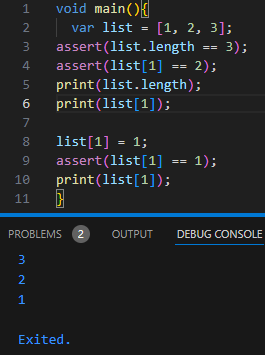 1 void main(){
2   var list = [1, 2, 3];
3 assert(list.length == 3);
4 assert(list[1] == 2);
5 print(list.length);
6 print(list[1]);
7
8 list[1] = 1;
9 assert(list[1] == 1);
10 print(list[1]);
11 }
PROBLEMS 2 OUTPUT DEBUG CONSOLE
3
2
1
Exited.